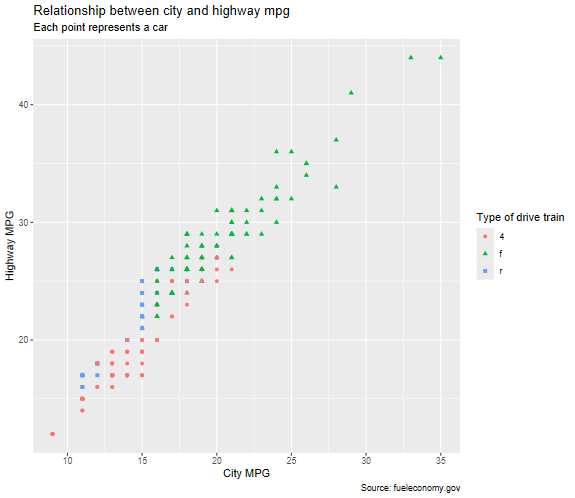 Relationship between city and highway mpg
Each point represents a car
Highway MPG
40
30
20
10
15
20
25
30
35
City MPG
Type of drive train
4
f
r
Source: fueleconomy.gov